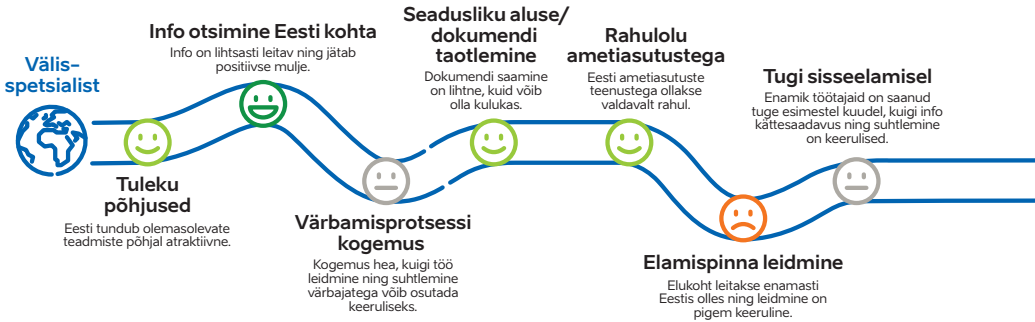 Välis-
spetsialist
Tuleku
põhjused
Eesti tundub olemasolevate
teadmiste põhjal atraktiivne.
Info otsimine Eesti kohta
Info on lihtsasti leitav ning jätab
positiivse mulje.
Värbamisprotsessi
kogemus
Kogemus hea, kuigi töö
leidmine ning suhtlemine
värbajatega võib osutada
keeruliseks.
Seadusliku aluse/
dokumendi
taotlemine
Dokumendi saamine
on lihtne, kuid võib
olla kulukas.
Rahulolu
ametiasutustega
Eesti ametiasutuste
teenustega ollakse
valdavalt rahul.
Elamispinna leidmine
Elukoht leitakse enamasti
Eestis olles ning leidmine on
pigem keeruline.
Tugi sisseelamisel
Enamik töötajaid on saanud
tuge esimestel kuudel, kuigi info
kättesaadavus ning suhtlemine
on keerulised.